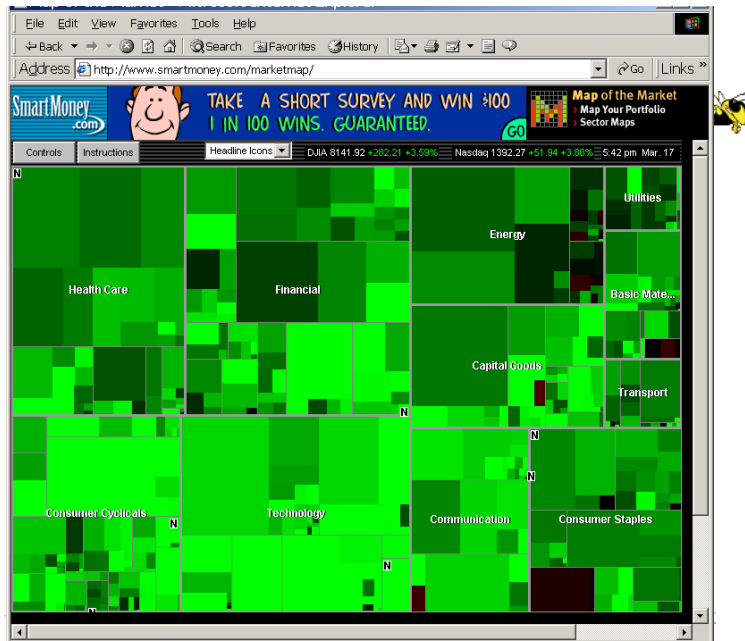 File Edit View Favorites Tools Help
Back Search Favorites History
Address http://www.smartmoney.com/marketmap/ Go Links »
SmartMoney
.com
TAKE A SHORT SURVEY AND WIN $100
1 IN 100 WINS. GUARANTEED.
GO
Map of the Market
Map Your Portfolio
Sector Maps
Controls Instructions Headline Icons DJIA 8141.92 +282.21 +3.59% Nasdaq 1392.27 +51.94 +3.88% 5:42 pm Mar. 17
N
Utilities
Energy
Health Care
Financial
Basic Mate...
Capital Goods
Transport
N
N
N
Consumer Cyclicals
Technology
Communication
Consumer Staples
N
N
N